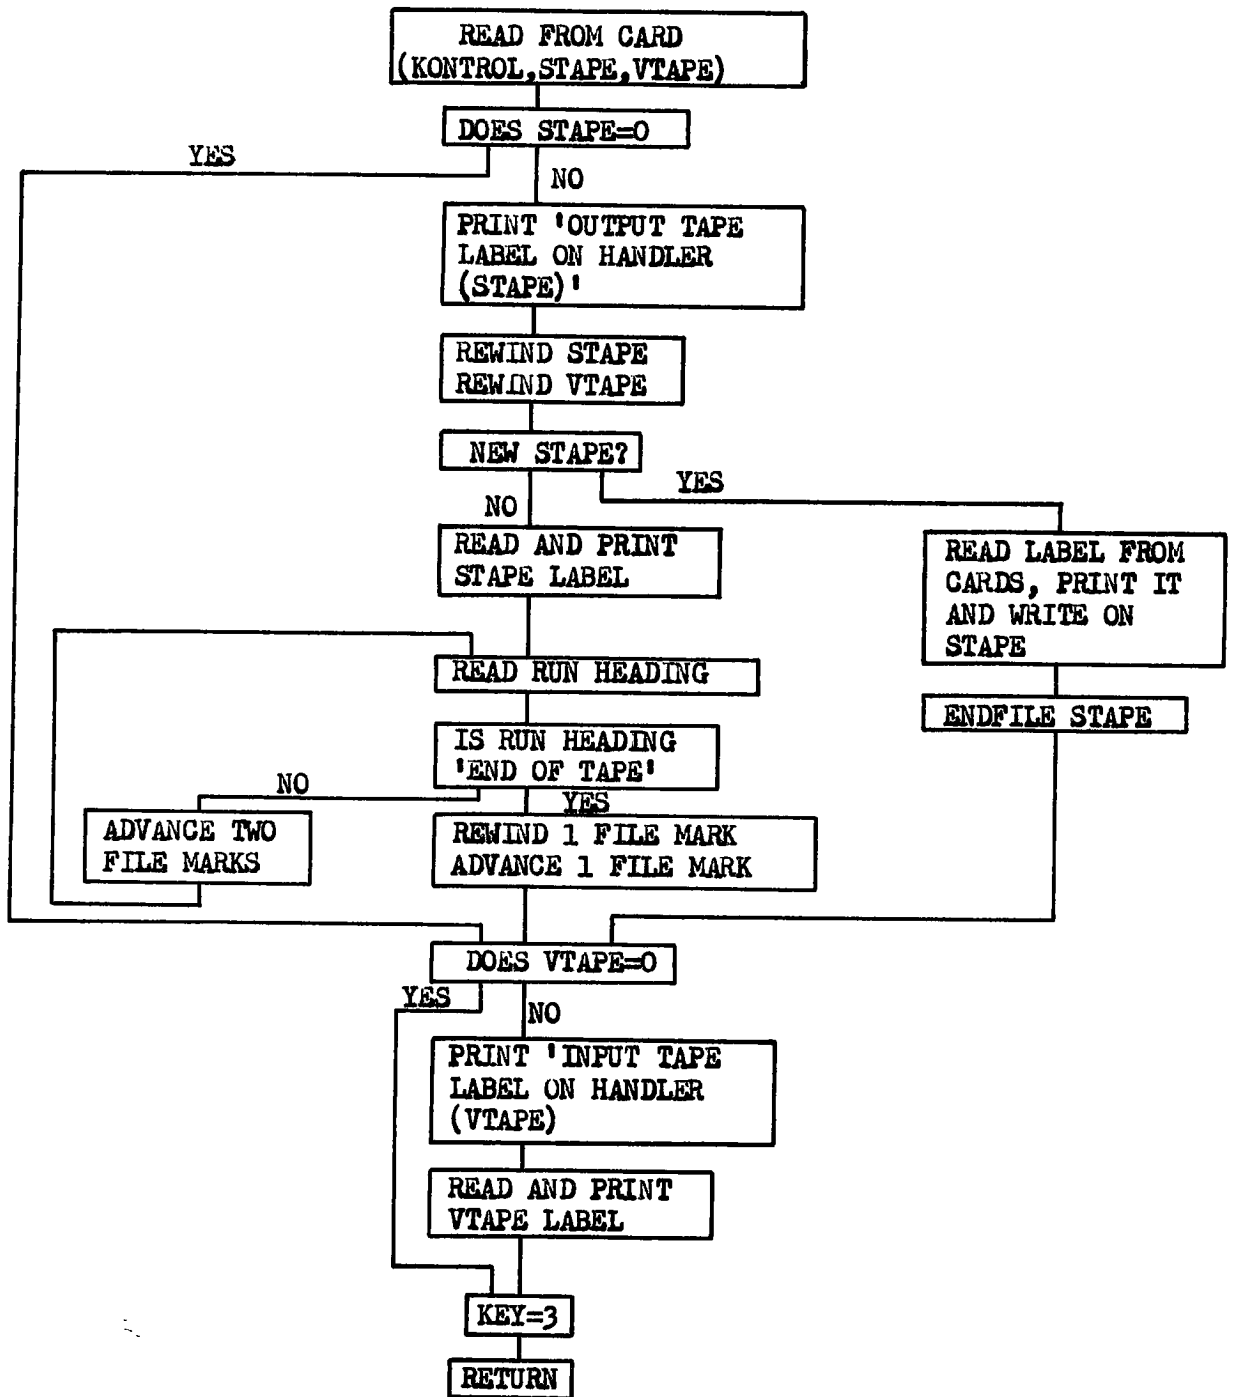 READ FROM CARD
(KONTROL,STAPE,VTAPE)
DOES STAPE=0
YES
NO
PRINT 'OUTPUT TAPE
LABEL ON HANDLER
(STAPE)'
REWIND STAPE
REWIND VTAPE
NEW STAPE?
YES
NO
READ AND PRINT
STAPE LABEL
READ LABEL FROM
CARDS, PRINT IT
AND WRITE ON
STAPE
READ RUN HEADING
ENDFILE STAPE
IS RUN HEADING
'END OF TAPE'
NO
YES
ADVANCE TWO
FILE MARKS
REWIND 1 FILE MARK
ADVANCE 1 FILE MARK
DOES VTAPE=0
YES
NO
PRINT 'INPUT TAPE
LABEL ON HANDLER
(VTAPE)
READ AND PRINT
VTAPE LABEL
KEY=3
RETURN